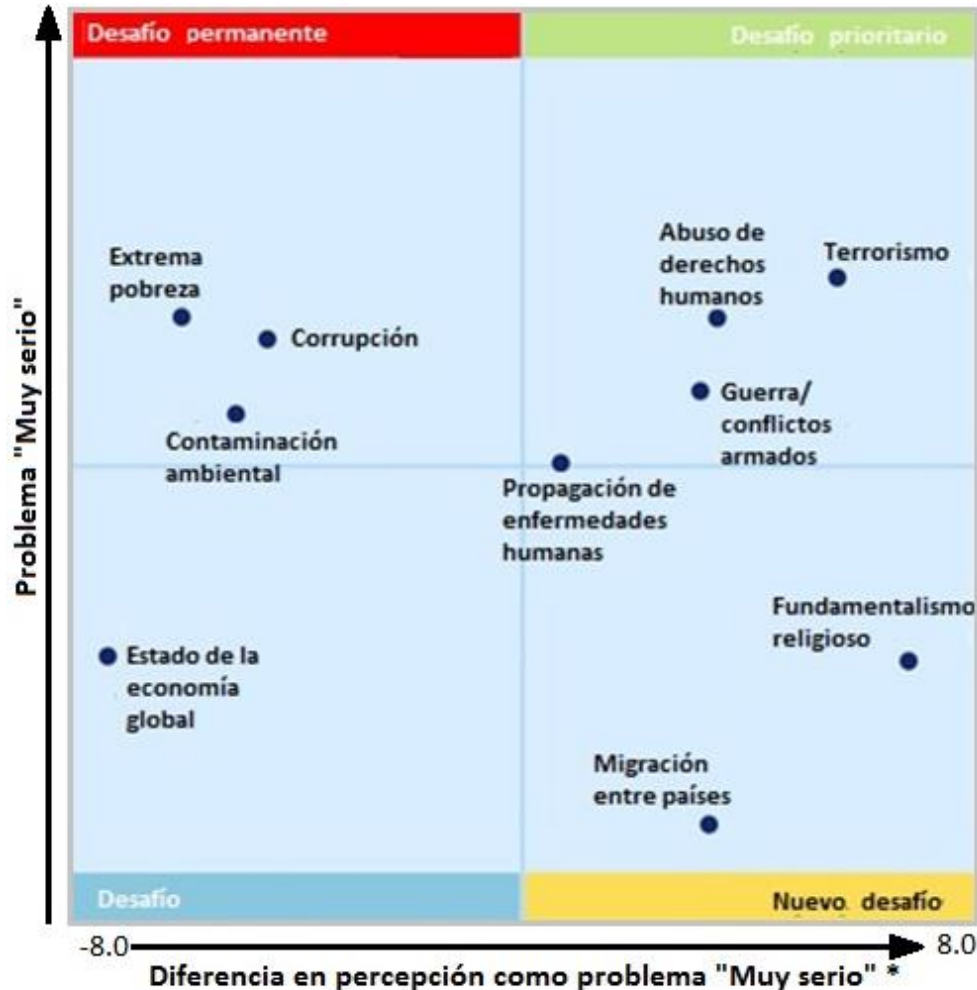 Desafío permanente
Desafío prioritario
Abuso de
derechos
humanos
Terrorismo
Extrema
pobreza
Corrupción
Guerra/
conflictos
armados
Contaminación
ambiental
Propagación de
enfermedades
humanas
Fundamentalismo
religioso
Estado de la
economía
global
Migración
entre países
Desafío
Nuevo desafío
Problema "Muy serio"
-8.0
8.0
Diferencia en percepción como problema "Muy serio" *